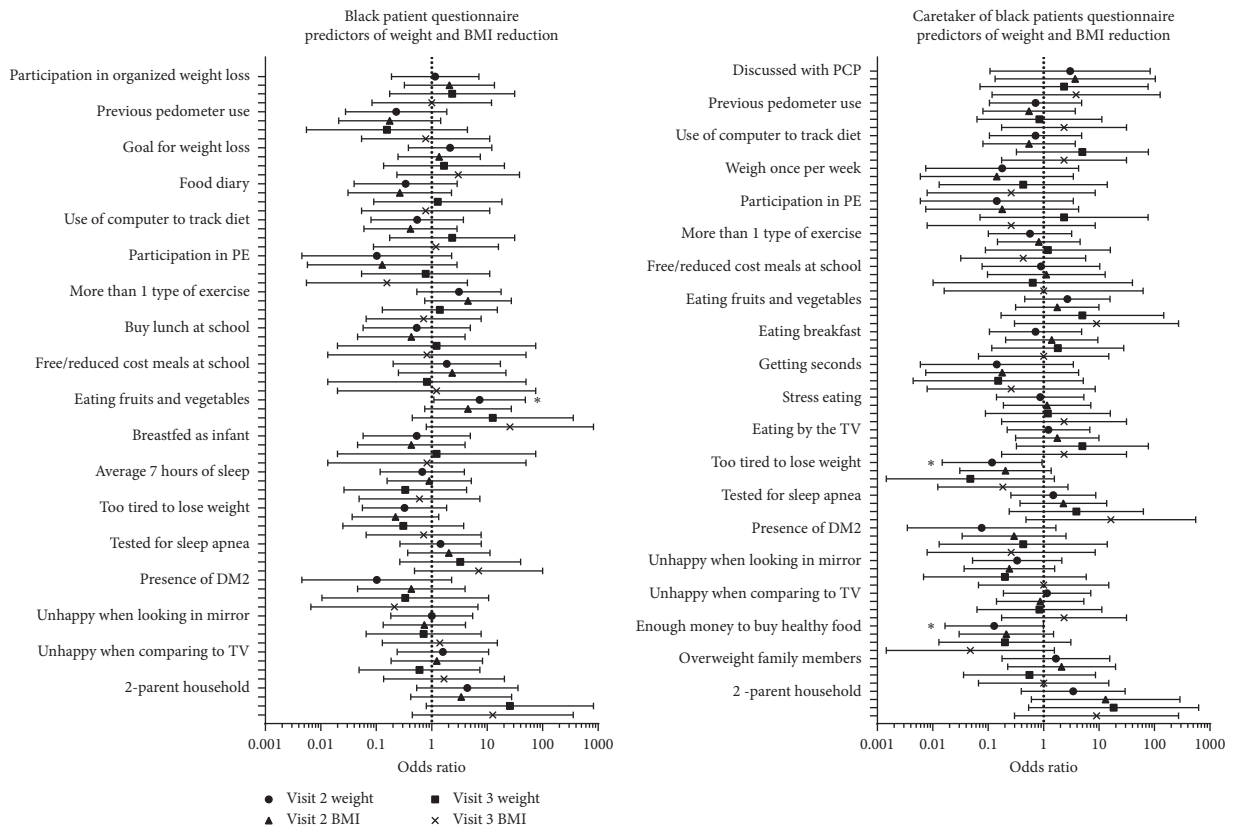 Black patient questionnaire
predictors of weight and BMI reduction
Participation in organized weight loss
Previous pedometer use
Goal for weight loss
Food diary
Use of computer to track diet
Participation in PE
More than 1 type of exercise
Buy lunch at school
Free/reduced cost meals at school
Eating fruits and vegetables
*
Breastfed as infant
Average 7 hours of sleep
Too tired to lose weight
Tested for sleep apnea
Presence of DM2
Unhappy when looking in mirror
Unhappy when comparing to TV
2-parent household
0.001 0.01 0.1 1 10 100 1000
Odds ratio
Caretaker of black patients questionnaire
predictors of weight and BMI reduction
Discussed with PCP
Previous pedometer use
Use of computer to track diet
Weigh once per week
Participation in PE
More than 1 type of exercise
Free/reduced cost meals at school
Eating fruits and vegetables
Eating breakfast
Getting seconds
Stress eating
Eating by the TV
Too tired to lose weight *
Tested for sleep apnea
Presence of DM2
Unhappy when looking in mirror
Unhappy when comparing to TV
Enough money to buy healthy food *
Overweight family members
2 -parent household
0.001 0.01 0.1 1 10 100 1000
Odds ratio
Visit 2 weight
Visit 2 BMI
Visit 3 weight
Visit 3 BMI